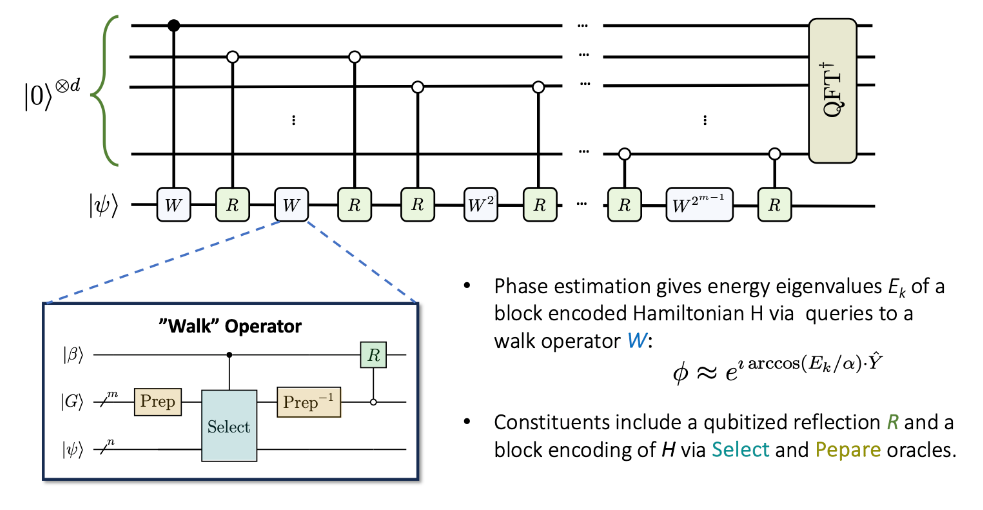 |0⟩^{⊗d}
...
...
...
...
⋮
⋮
QFT†
|ψ⟩ W R W R R W² R ... R W^{2^{m−1}} R
”Walk” Operator
|β⟩ R
|G⟩ m Prep Prep⁻¹
Select
|ψ⟩ n
• Phase estimation gives energy eigenvalues E_k of a
block encoded Hamiltonian H via queries to a
walk operator W:
ϕ ≈ e^{ı arccos(E_k/α)·Ŷ}
• Constituents include a qubitized reflection R and a
block encoding of H via Select and Pepare oracles.